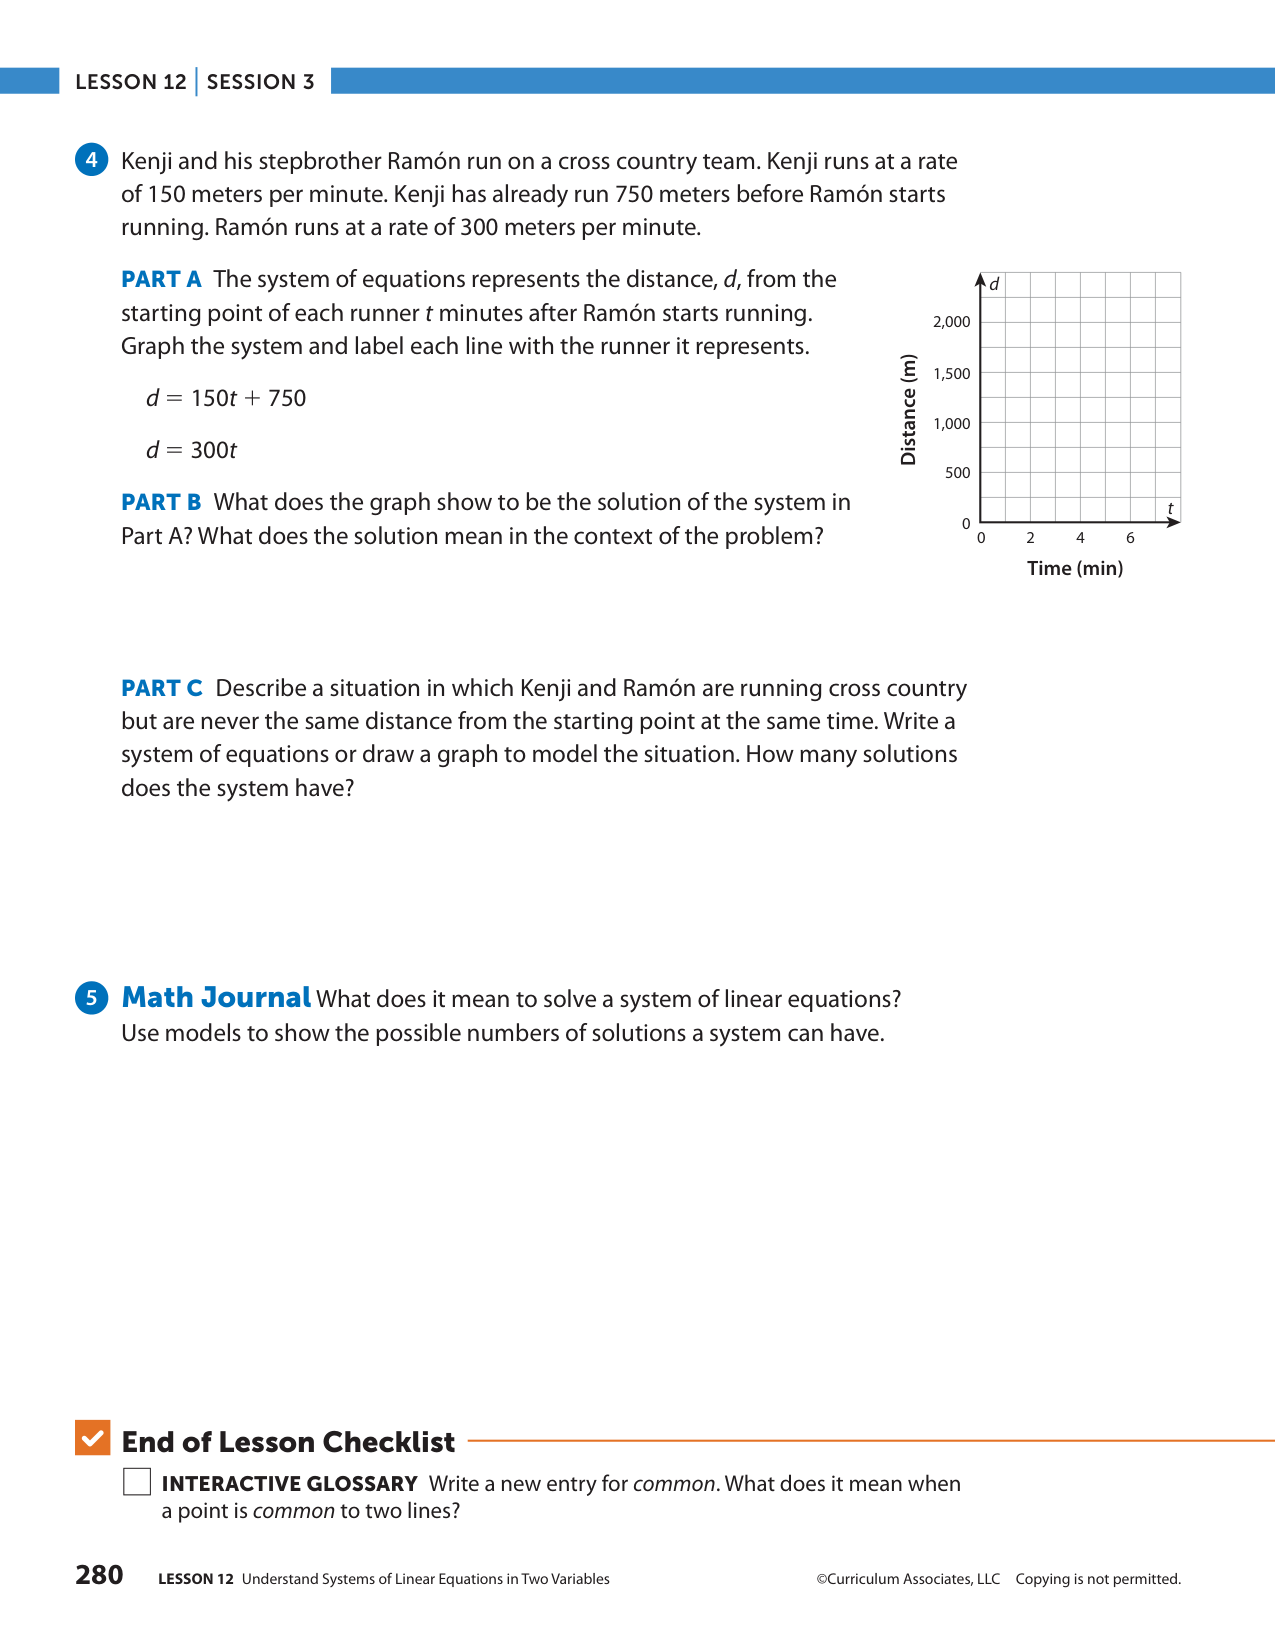 LESSON 12 | SESSION 3
4 Kenji and his stepbrother Ramón run on a cross country team. Kenji runs at a rate
of 150 meters per minute. Kenji has already run 750 meters before Ramón starts
running. Ramón runs at a rate of 300 meters per minute.
PART A The system of equations represents the distance, d, from the
starting point of each runner t minutes after Ramón starts running.
Graph the system and label each line with the runner it represents.
d = 150t + 750
d = 300t
PART B What does the graph show to be the solution of the system in
Part A? What does the solution mean in the context of the problem?
d
2,000
1,500
1,000
500
0
Distance (m)
t
0 2 4 6
Time (min)
PART C Describe a situation in which Kenji and Ramón are running cross country
but are never the same distance from the starting point at the same time. Write a
system of equations or draw a graph to model the situation. How many solutions
does the system have?
5 Math Journal What does it mean to solve a system of linear equations?
Use models to show the possible numbers of solutions a system can have.
End of Lesson Checklist
INTERACTIVE GLOSSARY Write a new entry for common. What does it mean when
a point is common to two lines?
280 LESSON 12 Understand Systems of Linear Equations in Two Variables ©Curriculum Associates, LLC Copying is not permitted.